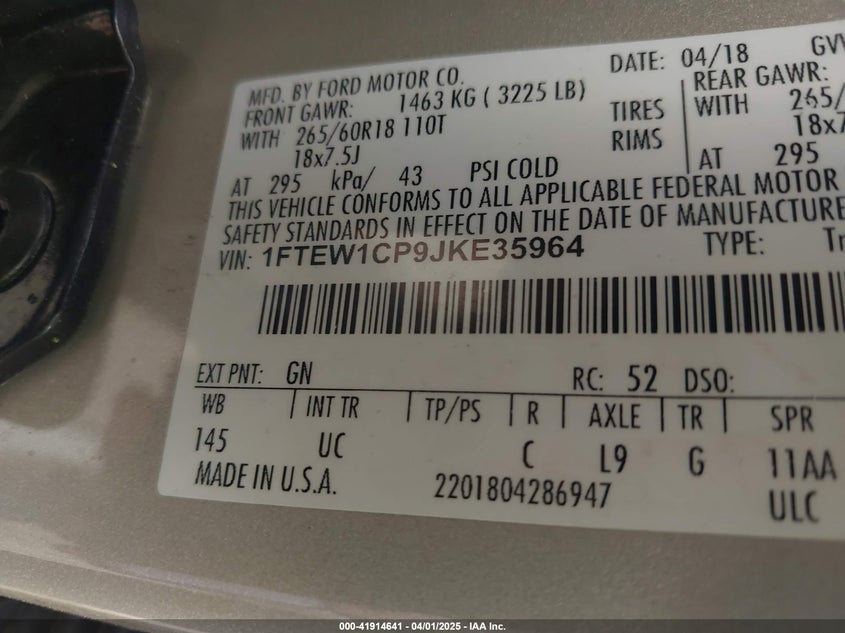 DATE: 04/18 GV
MFD. BY FORD MOTOR CO.
FRONT GAWR: 1463 KG ( 3225 LB) REAR GAWR:
WITH 265/60R18 110T TIRES WITH 265/
18x7.5J RIMS 18x7
AT 295 kPa/ 43 PSI COLD AT 295
THIS VEHICLE CONFORMS TO ALL APPLICABLE FEDERAL MOTOR
SAFETY STANDARDS IN EFFECT ON THE DATE OF MANUFACTURE
VIN: 1FTEW1CP9JKE35964 TYPE: Tr
EXT PNT: GN RC: 52 DSO:
WB | INT TR | TP/PS | R | AXLE | TR | SPR
145 UC C L9 G 11AA
MADE IN U.S.A. 2201804286947 ULC
000-41914641 / 04/01/2025 - IAA Inc.